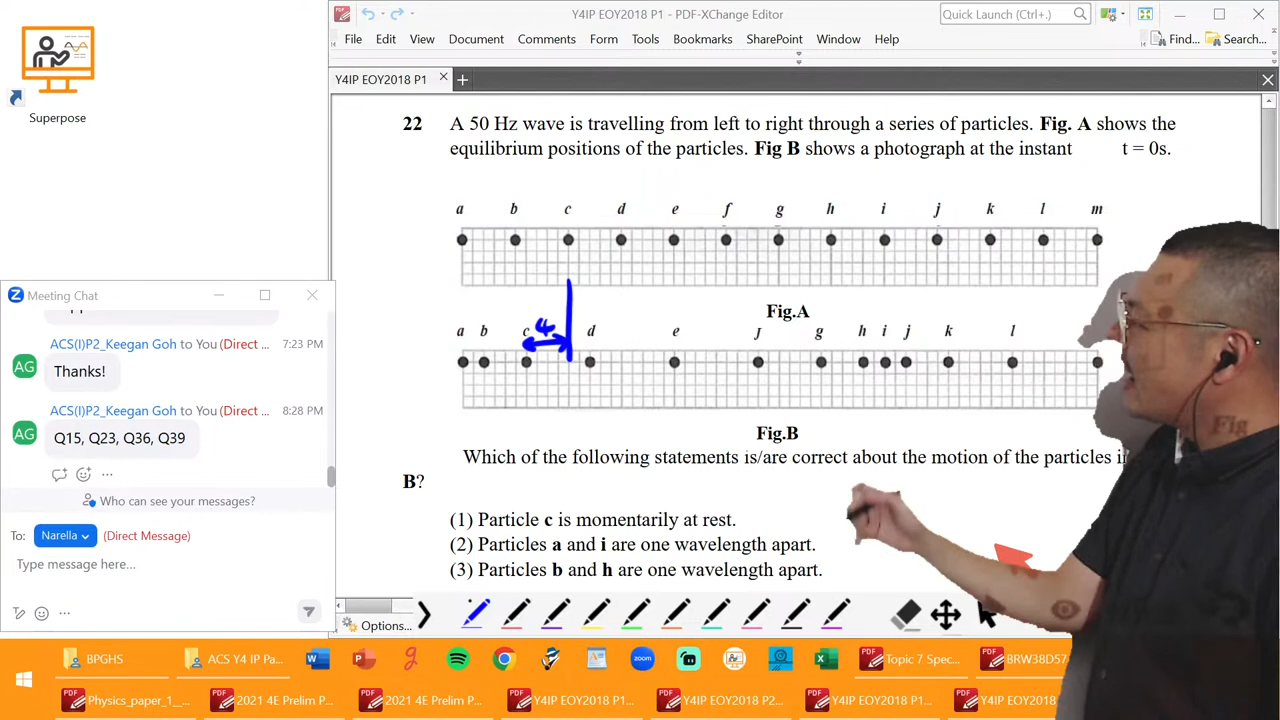 Y4IP EOY2018 P1 - PDF-XChange Editor
Quick Launch (Ctrl+.)
File Edit View Document Comments Form Tools Bookmarks SharePoint Window Help
Find... Search...
Y4IP EOY2018 P1
Superpose
22 A 50 Hz wave is travelling from left to right through a series of particles. Fig. A shows the
equilibrium positions of the particles. Fig B shows a photograph at the instant t = 0s.
a b c d e f g h i j k l m
Fig.A
4
a b c d e g h i j k l
Fig.B
Which of the following statements is/are correct about the motion of the particles i
B?
(1) Particle c is momentarily at rest.
(2) Particles a and i are one wavelength apart.
(3) Particles b and h are one wavelength apart.
Meeting Chat
ACS(I)P2_Keegan Goh to You (Direct ... 7:23 PM
AG Thanks!
ACS(I)P2_Keegan Goh to You (Direct ... 8:28 PM
AG Q15, Q23, Q36, Q39
Who can see your messages?
To: Narella (Direct Message)
Type message here...
Options...
Fig
BPGHS
ACS Y4 IP Pa...
zoom
Topic 7 Spec...
BRW38D57
Physics_paper_1_...
2021 4E Prelim P...
2021 4E Prelim P...
Y4IP EOY2018 P1...
Y4IP EOY2018 P2...
Y4IP EOY2018 P1...
Y4IP EOY2018 P1